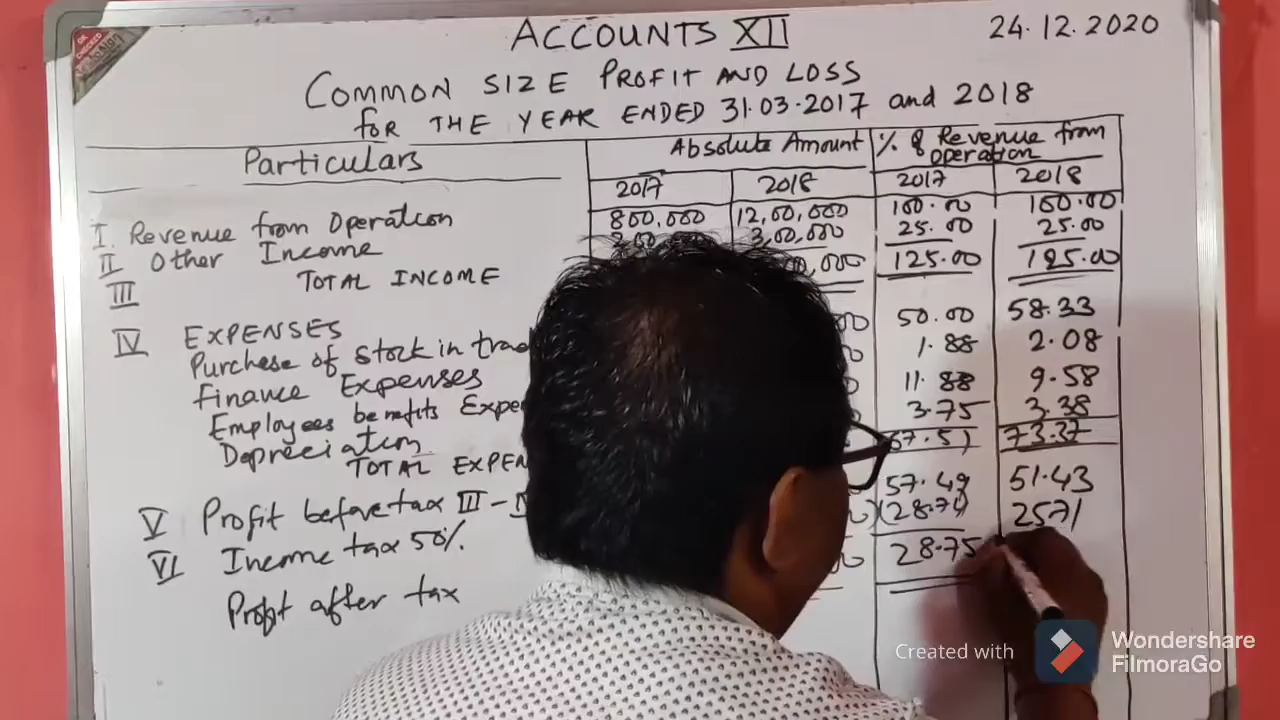 ACCOUNTS XII 24.12.2020
COMMON SIZE PROFIT AND LOSS
for THE YEAR ENDED 31.03.2017 and 2018
Particulars Absolute Amount % of Revenue from operation
2017 2018 2017 2018
I. Revenue from Operation 800,000 12,00,000 100.00 100.00
II Other Income 3,00,000 25.00 25.00
III TOTAL INCOME 125.00 125.00
IV EXPENSES
Purchase of stock in trad 50.00 58.33
Finance Expenses 1.88 2.08
Employees benefits Expe 11.88 9.58
Depreciation 3.75 3.38
TOTAL EXPEN 67.51 73.37
V Profit before tax III - I 57.49 51.43
VI Income tax 50% (28.74) 2571
Profit after tax 28.75
Created with Wondershare
FilmoraGo